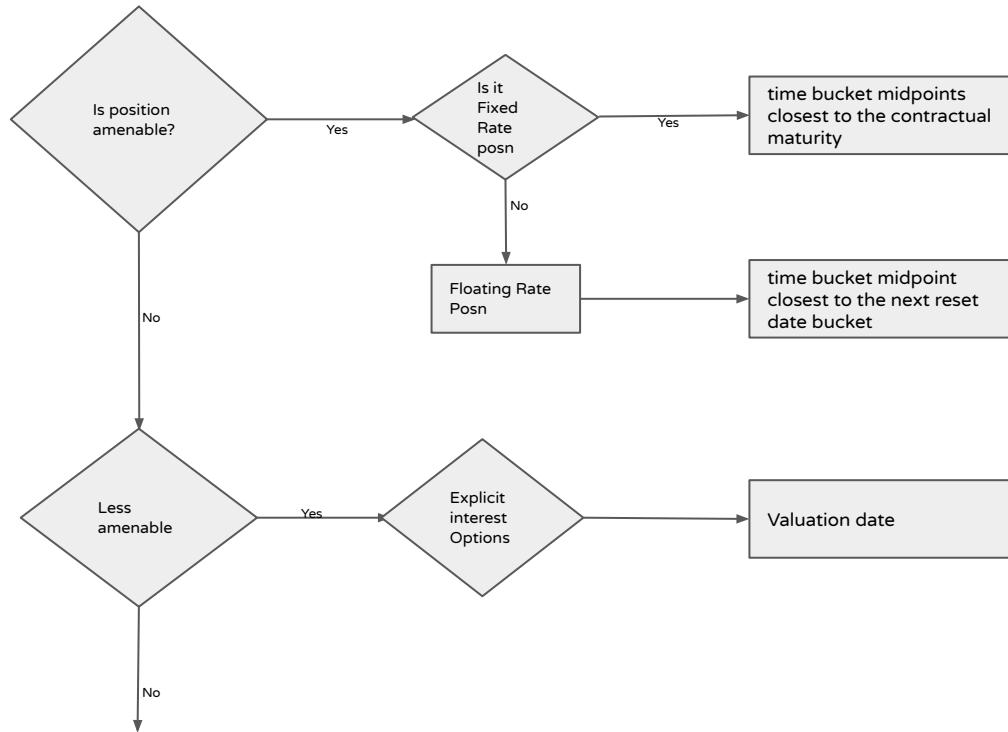 Is position
amenable?
Yes
Is it
Fixed
Rate
posn
Yes
time bucket midpoints
closest to the contractual
maturity
No
Floating Rate
Posn
time bucket midpoint
closest to the next reset
date bucket
No
Less
amenable
Yes
Explicit
interest
Options
Valuation date
No